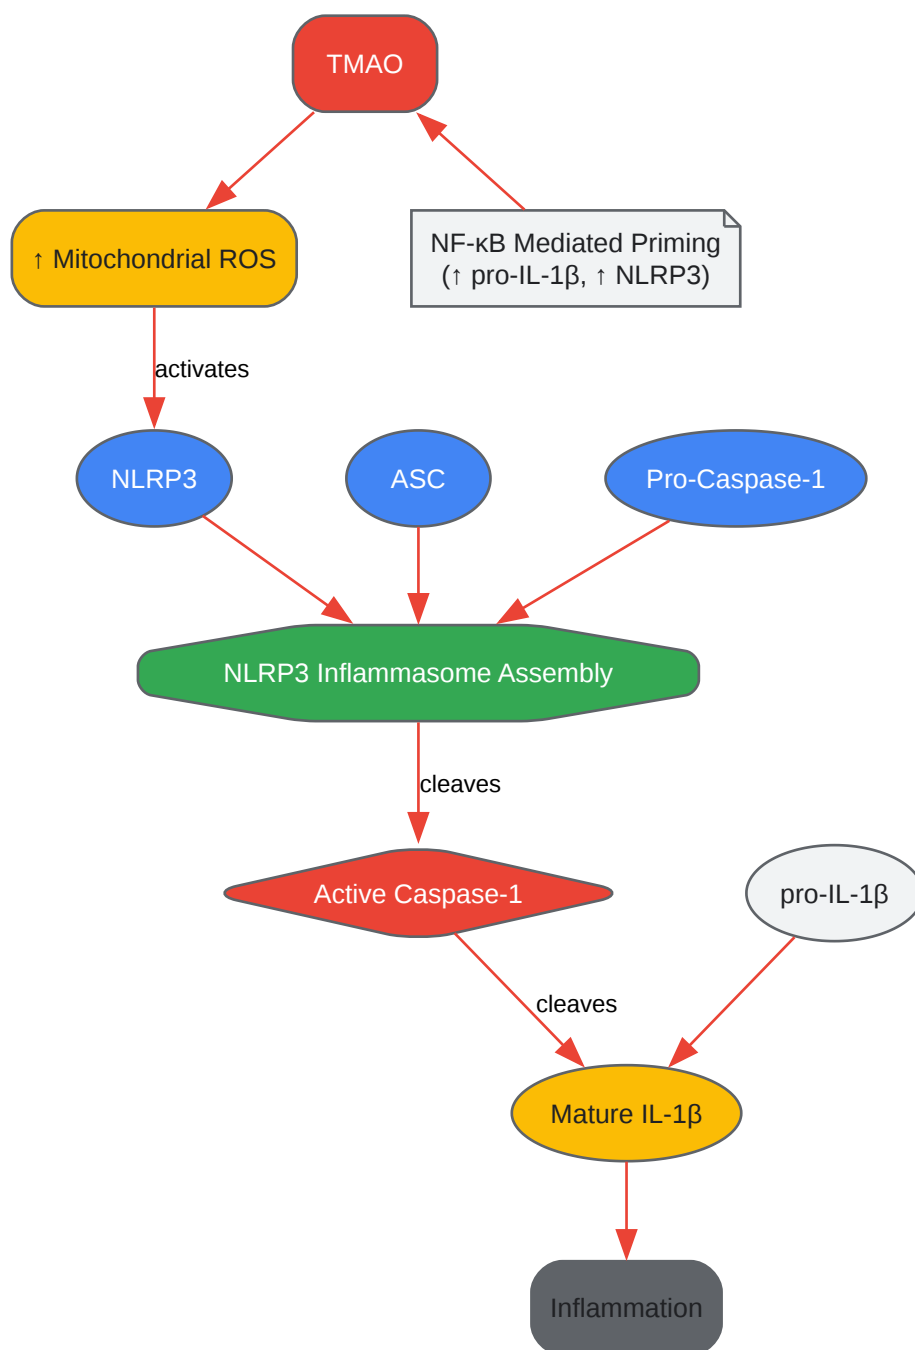 TMAO
↑ Mitochondrial ROS
NF-κB Mediated Priming
(↑ pro-IL-1β, ↑ NLRP3)
activates
NLRP3
ASC
Pro-Caspase-1
NLRP3 Inflammasome Assembly
cleaves
Active Caspase-1
pro-IL-1β
cleaves
Mature IL-1β
Inflammation